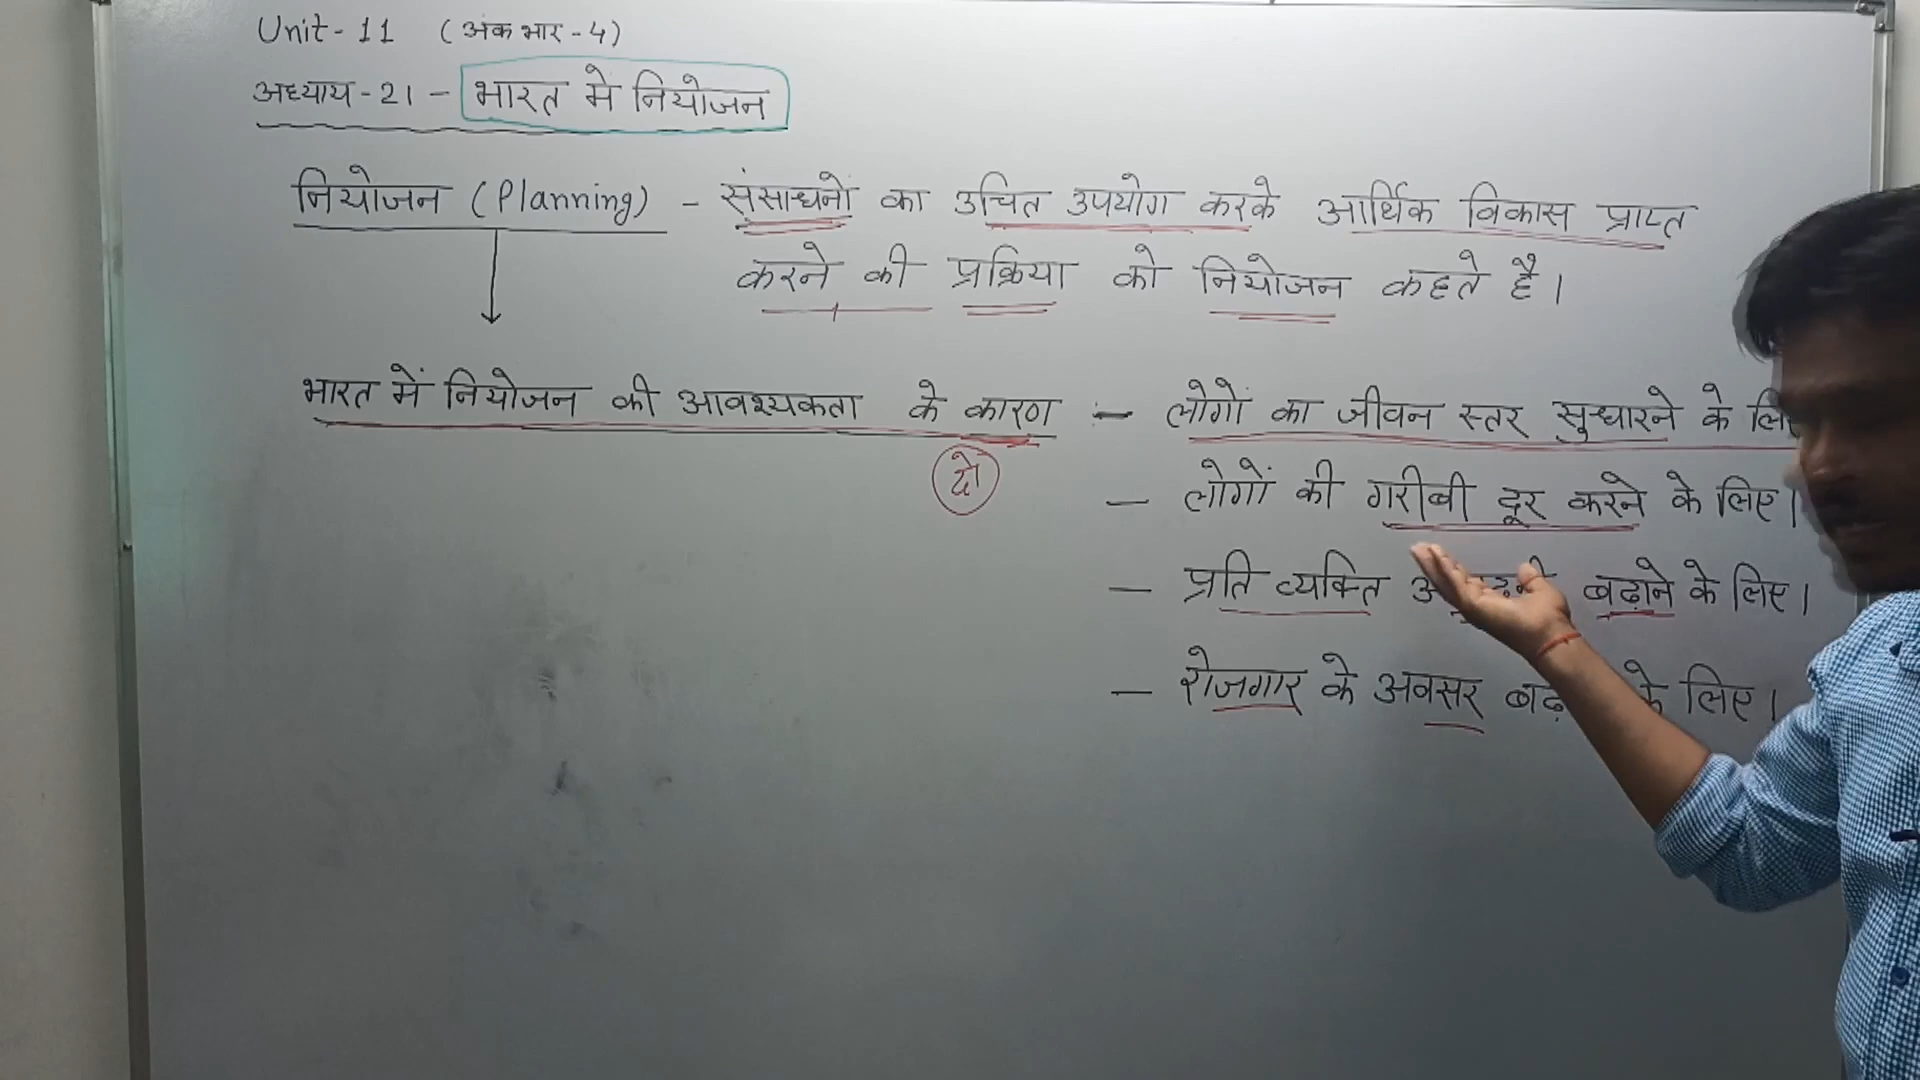 Unit - 11 (अंक भार - 4)
अध्याय - 21 - भारत मे नियोजन
नियोजन (Planning) - संसाधनों का उचित उपयोग करके आर्थिक विकास प्राप्त
करने की प्रक्रिया को नियोजन कहते है।
भारत में नियोजन की आवश्यकता के कारण - लोगों का जीवन स्तर सुधारने के
दो
- लोगों की गरीबी दूर करने के लिए।
- प्रति व्यक्ति बढ़ाने के लिए।
- रोजगार के अवसर के लिए।